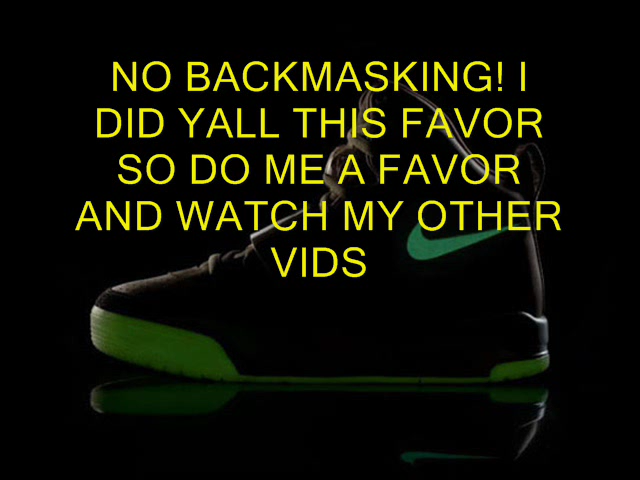 NO BACKMASKING! I
DID YALL THIS FAVOR
SO DO ME A FAVOR
AND WATCH MY OTHER
VIDS